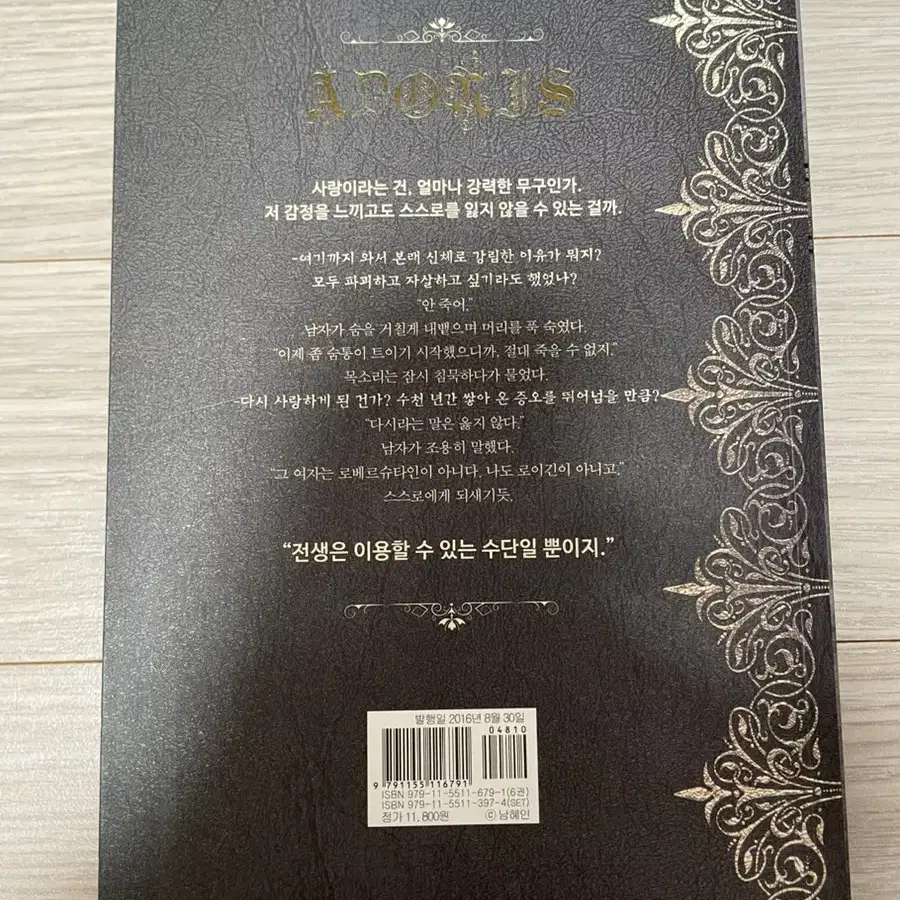 ADONIS
사랑이라는 건, 얼마나 강력한 무구인가.
저 감정을 느끼고도 스스로를 잃지 않을 수 있는 걸까.
-여기까지 와서 본래 신체로 강림한 이유가 뭐지?
모두 파괴하고 자살하고 싶기라도 했었나?
“안 죽어.”
남자가 숨을 거칠게 내뱉으며 머리를 푹 숙였다.
“이제 좀 숨통이 트이기 시작했으니까, 절대 죽을 수 없지.”
목소리는 잠시 침묵하다가 물었다.
-다시 사랑하게 된 건가? 수천 년간 쌓아 온 증오를 뛰어넘을 만큼?
“다시라는 말은 옳지 않다.”
남자가 조용히 말했다.
“그 여자는 로베르슈타인이 아니다. 나도 로이긴이 아니고.”
스스로에게 되새기듯.
“전생은 이용할 수 있는 수단일 뿐이지.”
발행일 2016년 8월 30일
04810
9 791155 116791
ISBN 979-11-5511-679-1(6권)
ISBN 979-11-5511-397-4(SET)
정가 11,800원 ⓒ 남혜인